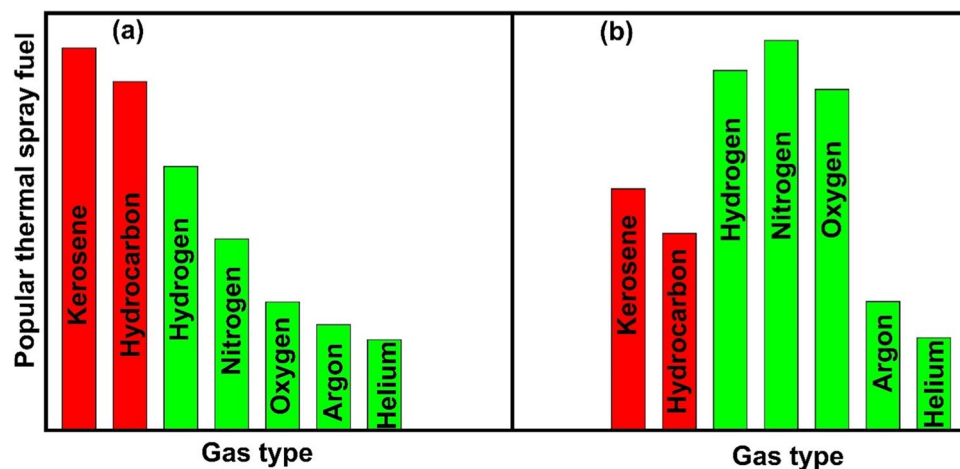 Popular thermal spray fuel
(a)
Kerosene
Hydrocarbon
Hydrogen
Nitrogen
Oxygen
Argon
Helium
Gas type
(b)
Kerosene
Hydrocarbon
Hydrogen
Nitrogen
Oxygen
Argon
Helium
Gas type